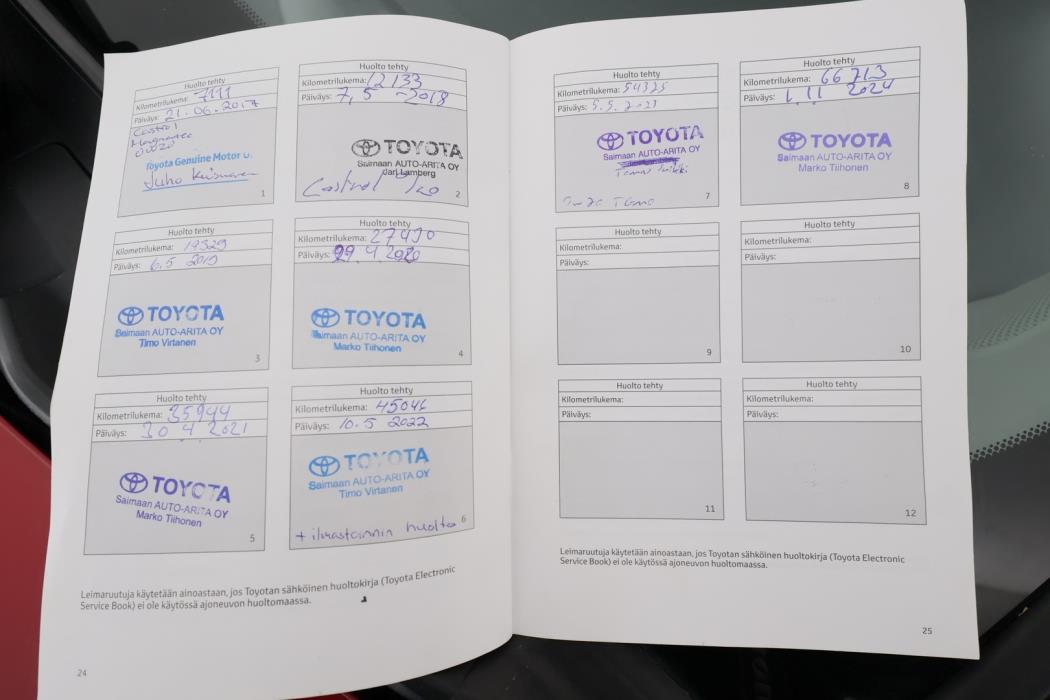 Huolto tehty
Kilometrilukema: 7111
Päiväys: 21.06.2017
Castrol
Magnatec
0W20
Toyota Genuine Motor
Juho
1
Huolto tehty
Kilometrilukema: 12133
Päiväys: 7,5 -2018
TOYOTA
Saimaan AUTO-ARITA OY
Jari Lamberg
Castrol
2
Huolto tehty
Kilometrilukema: 19329
Päiväys: 6.5 2019
TOYOTA
Saimaan AUTO-ARITA OY
Timo Virtanen
3
Huolto tehty
Kilometrilukema: 27490
Päiväys: 29.4.2020
TOYOTA
Saimaan AUTO-ARITA OY
Marko Tiihonen
4
Huolto tehty
Kilometrilukema: 35944
Päiväys: 30 4 2021
TOYOTA
Saimaan AUTO-ARITA OY
Marko Tiihonen
5
Huolto tehty
Kilometrilukema: 45046
Päiväys: 10.5 2022
TOYOTA
Saimaan AUTO-ARITA OY
Timo Virtanen
+ ilmastoinnin huolto
6
Leimaruutuja käytetään ainoastaan, jos Toyotan sähköinen huoltokirja (Toyota Electronic
Service Book) ei ole käytössä ajoneuvon huoltomaassa.
24
Huolto tehty
Kilometrilukema: 54325
Päiväys: 5.5.2023
TOYOTA
Saimaan AUTO-ARITA OY
7
Huolto tehty
Kilometrilukema: 66713
Päiväys: 1.11 2024
TOYOTA
Saimaan AUTO-ARITA OY
Marko Tiihonen
8
Huolto tehty
Kilometrilukema:
Päiväys:
9
Huolto tehty
Kilometrilukema:
Päiväys:
10
Huolto tehty
Kilometrilukema:
Päiväys:
11
Huolto tehty
Kilometrilukema:
Päiväys:
12
Leimaruutuja käytetään ainoastaan, jos Toyotan sähköinen huoltokirja (Toyota Electronic
Service Book) ei ole käytössä ajoneuvon huoltomaassa.
25